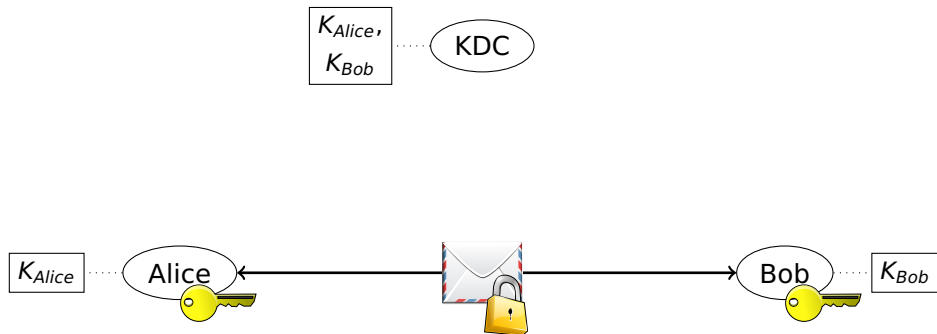 K_Alice,
K_Bob
KDC
K_Alice
Alice
Bob
K_Bob